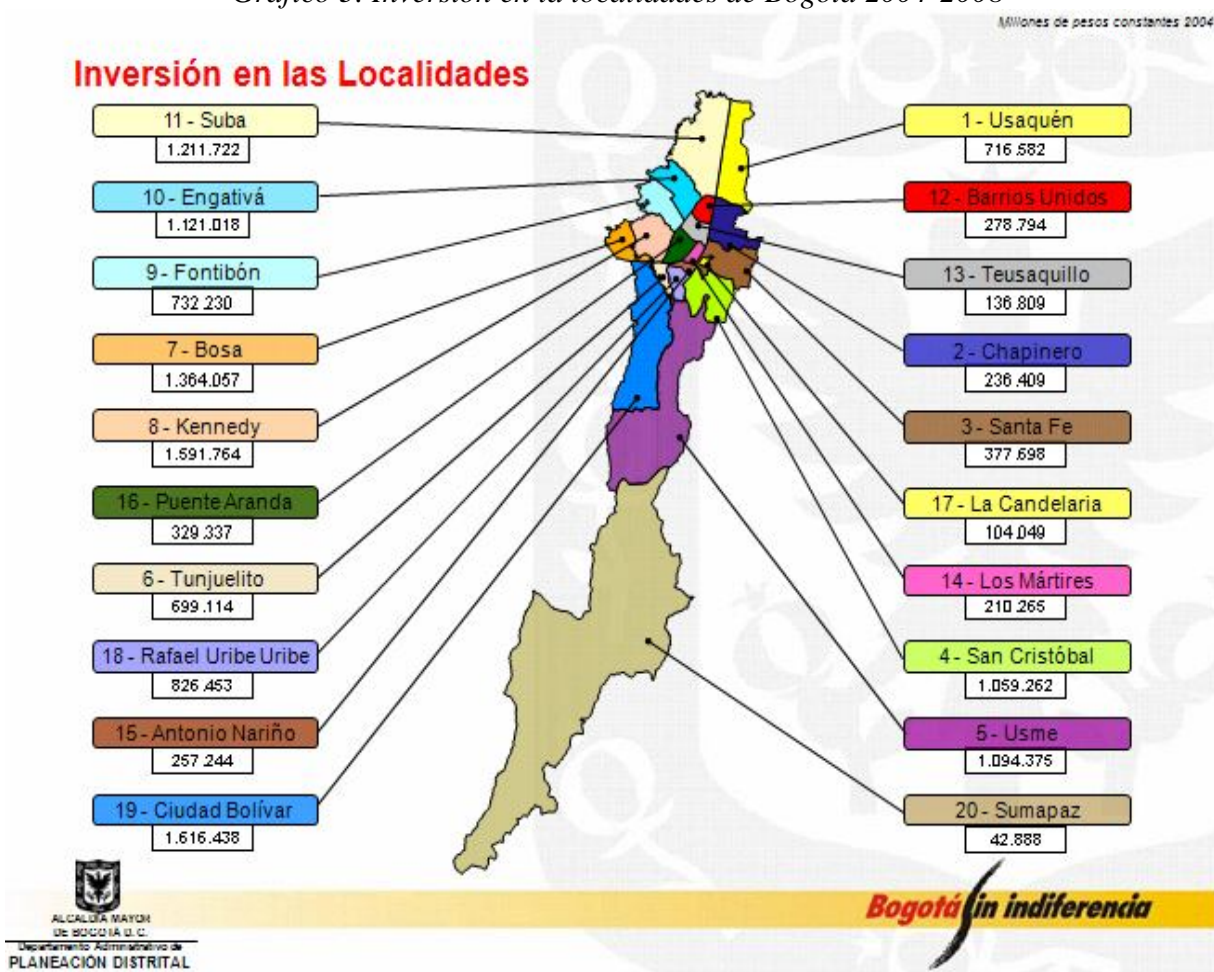 Gráfico 3. Inversión en la localidades de Bogotá 2004-2008
Millones de pesos constantes 2004
Inversión en las Localidades
11 - Suba
1.211.722
10 - Engativá
1.121.018
9 - Fontibón
732.230
7 - Bosa
1.364.057
8 - Kennedy
1.591.764
16 - Puente Aranda
329.337
6 - Tunjuelito
699.114
18 - Rafael Uribe Uribe
826.453
15 - Antonio Nariño
257.244
19 - Ciudad Bolívar
1.616.438
1 - Usaquén
716.582
12 - Barrios Unidos
278.794
13 - Teusaquillo
136.809
2 - Chapinero
236.409
3 - Santa Fe
377.698
17 - La Candelaria
104.049
14 - Los Mártires
210.265
4 - San Cristóbal
1.059.262
5 - Usme
1.094.375
20 - Sumapaz
42.888
ALCALDÍA MAYOR
DE BOGOTÁ D.C.
Departamento Administrativo de
PLANEACIÓN DISTRITAL
Bogotá sin indiferencia